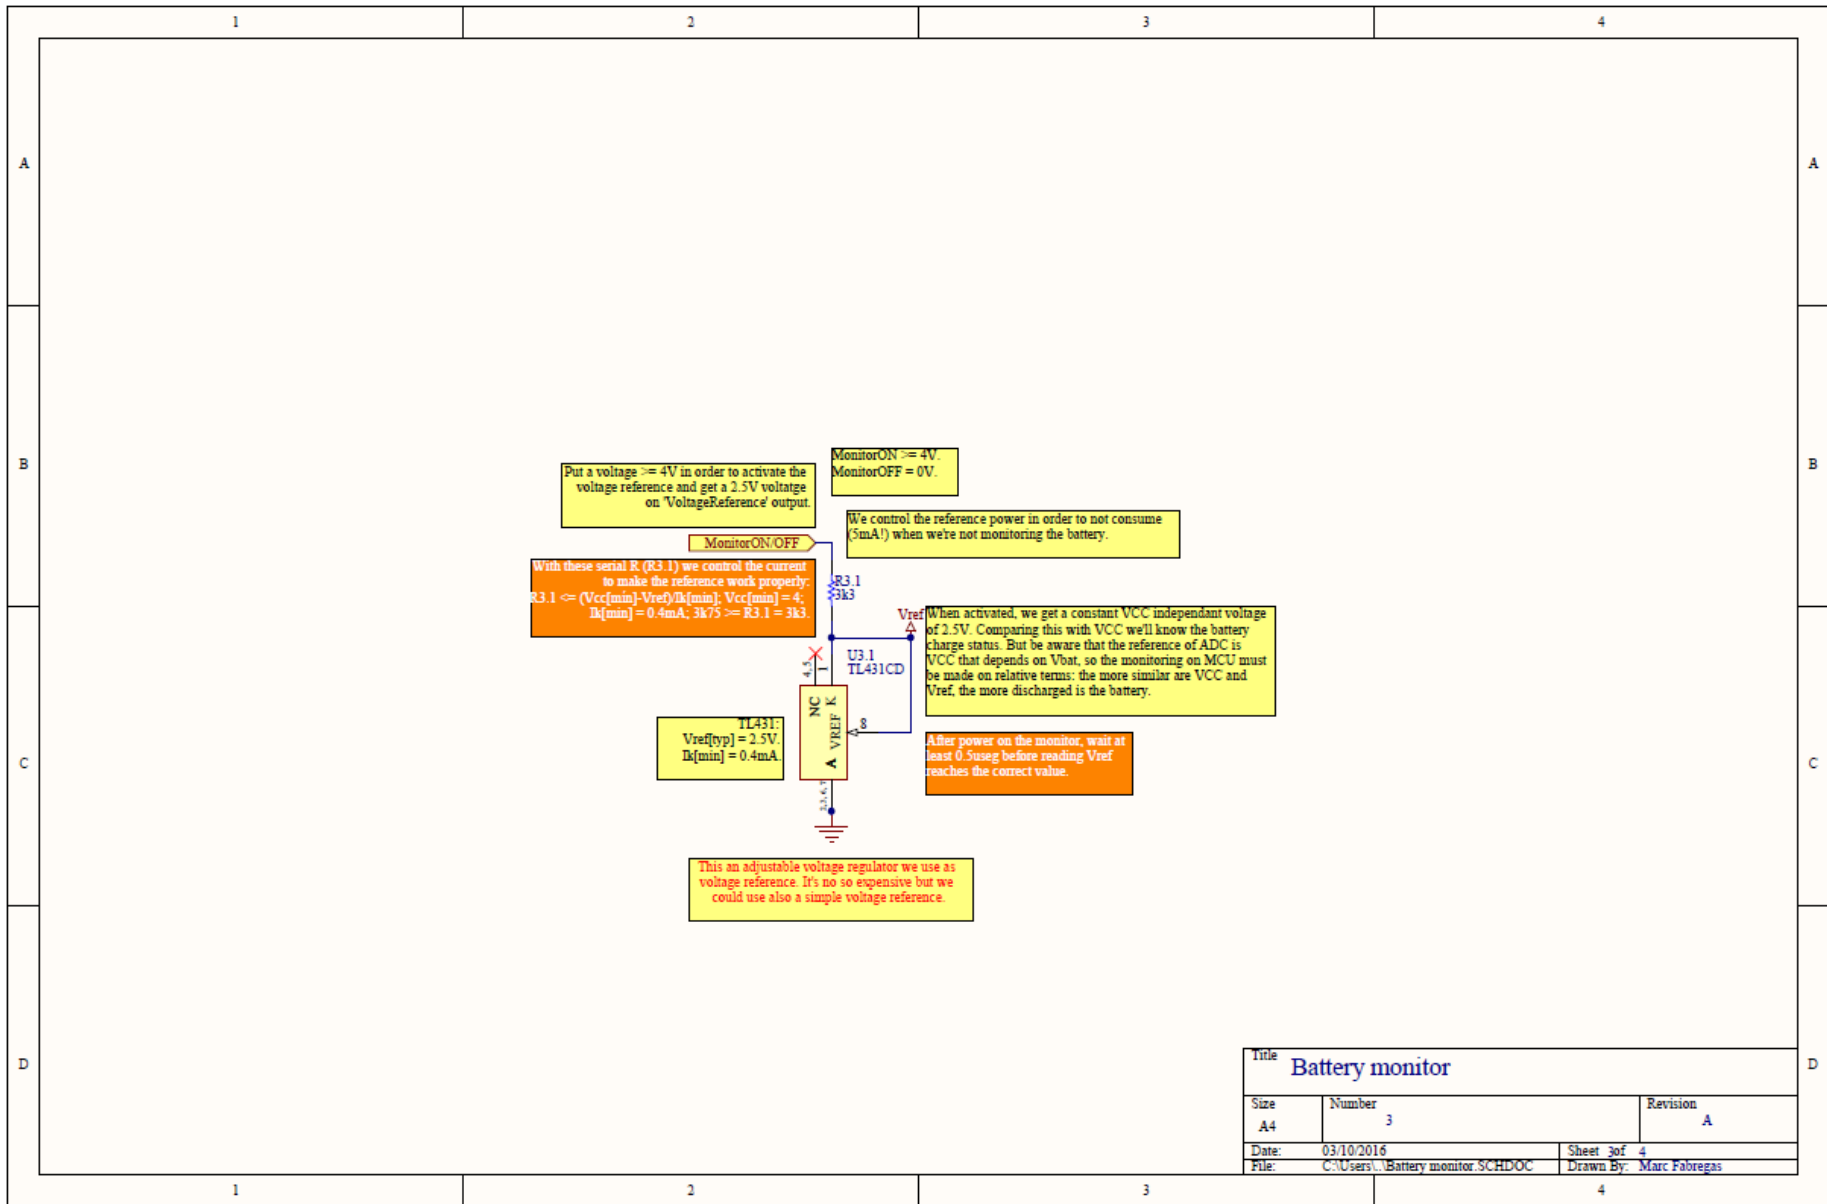 1
2
3
4
A
A
B
B
C
C
D
D
1
2
3
4
Put a voltage >= 4V in order to activate the
voltage reference and get a 2.5V voltatge
on 'VoltageReference' output.
MonitorON >= 4V.
MonitorOFF = 0V.
We control the reference power in order to not consume
(5mA!) when we're not monitoring the battery.
MonitorON/OFF
With these serial R (R3.1) we control the current
to make the reference work properly:
R3.1 <= (Vcc[min]-Vref)/Ik[min]; Vcc[min] = 4;
Ik[min] = 0.4mA; 3k75 >= R3.1 = 3k3.
R3.1
3k3
Vref
When activated, we get a constant VCC independant voltage
of 2.5V. Comparing this with VCC we'll know the battery
charge status. But be aware that the reference of ADC is
VCC that depends on Vbat, so the monitoring on MCU must
be made on relative terms: the more similar are VCC and
Vref, the more discharged is the battery.
U3.1
TL431CD
4, 5
1
NC
K
VREF
A
8
2, 3, 6, 7
TL431:
Vref[typ] = 2.5V.
Ik[min] = 0.4mA.
After power on the monitor, wait at
least 0.5useg before reading Vref
reaches the correct value.
This an adjustable voltage regulator we use as
voltage reference. It's no so expensive but we
could use also a simple voltage reference.
Title
Battery monitor
Size
A4
Number
3
Revision
A
Date:
03/10/2016
Sheet 3of 4
File:
C:\Users\..\Battery monitor.SCHDOC
Drawn By: Marc Fabregas